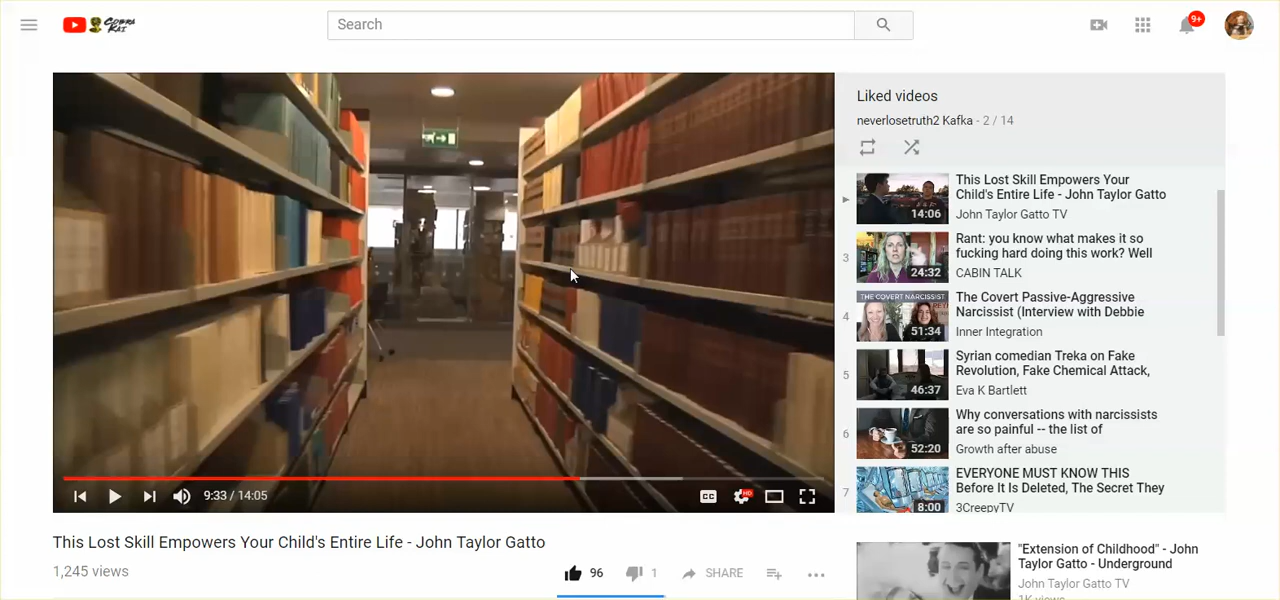 COBRA KAI
Search
9+
Liked videos
neverlosetruth2 Kafka - 2 / 14
This Lost Skill Empowers Your
Child's Entire Life - John Taylor Gatto
John Taylor Gatto TV
14:06
3
Rant: you know what makes it so
fucking hard doing this work? Well
CABIN TALK
24:32
4
THE COVERT NARCISSIST
The Covert Passive-Aggressive
Narcissist (Interview with Debbie
Inner Integration
51:34
5
Syrian comedian Treka on Fake
Revolution, Fake Chemical Attack,
Eva K Bartlett
46:37
6
Why conversations with narcissists
are so painful -- the list of
Growth after abuse
52:20
7
EVERYONE MUST KNOW THIS
Before It Is Deleted, The Secret They
3CreepyTV
8:00
9:33 / 14:05
CC
HD
This Lost Skill Empowers Your Child's Entire Life - John Taylor Gatto
1,245 views
96
1
SHARE
"Extension of Childhood" - John
Taylor Gatto - Underground
John Taylor Gatto TV
1K views